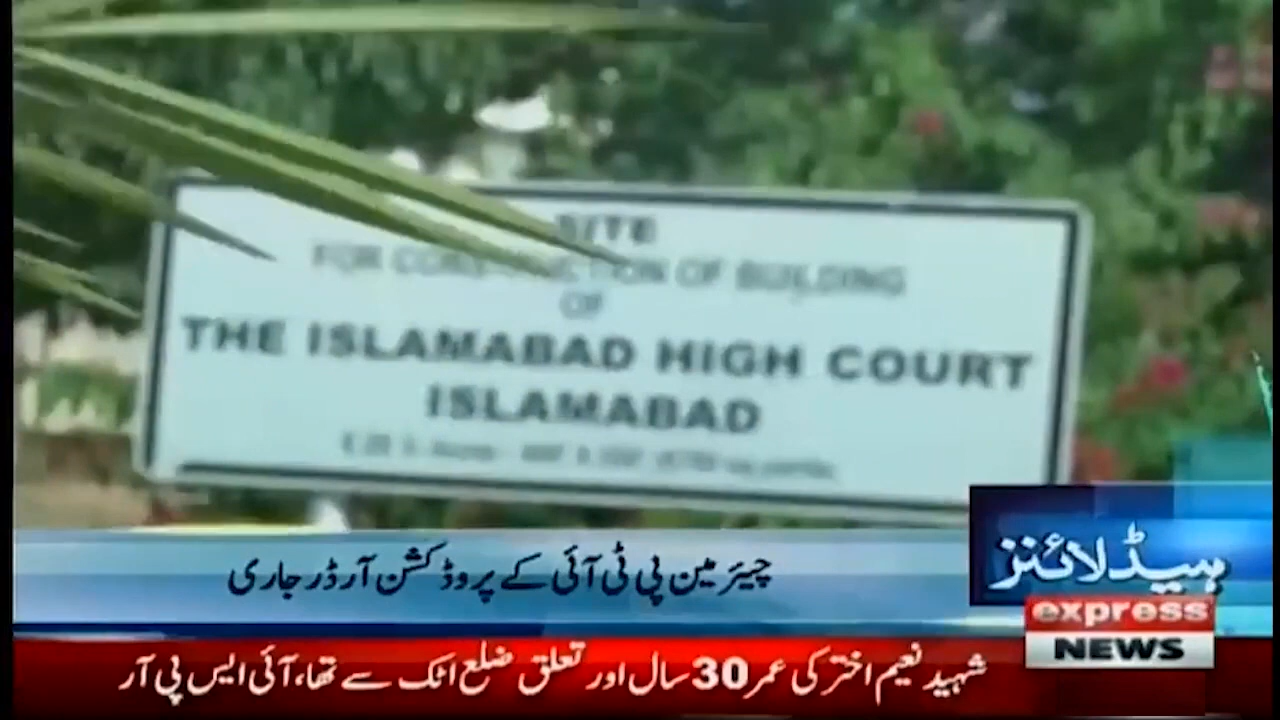 SITE
FOR CONSTRUCTION OF BUILDING
OF
THE ISLAMABAD HIGH COURT
ISLAMABAD
ہیڈلائنز
چیئرمین پی ٹی آئی کے پروڈکشن آرڈر جاری
express
NEWS
شہید نعیم اختر کی عمر 30 سال اور تعلق ضلع اٹک سے تھا، آئی ایس پی آر